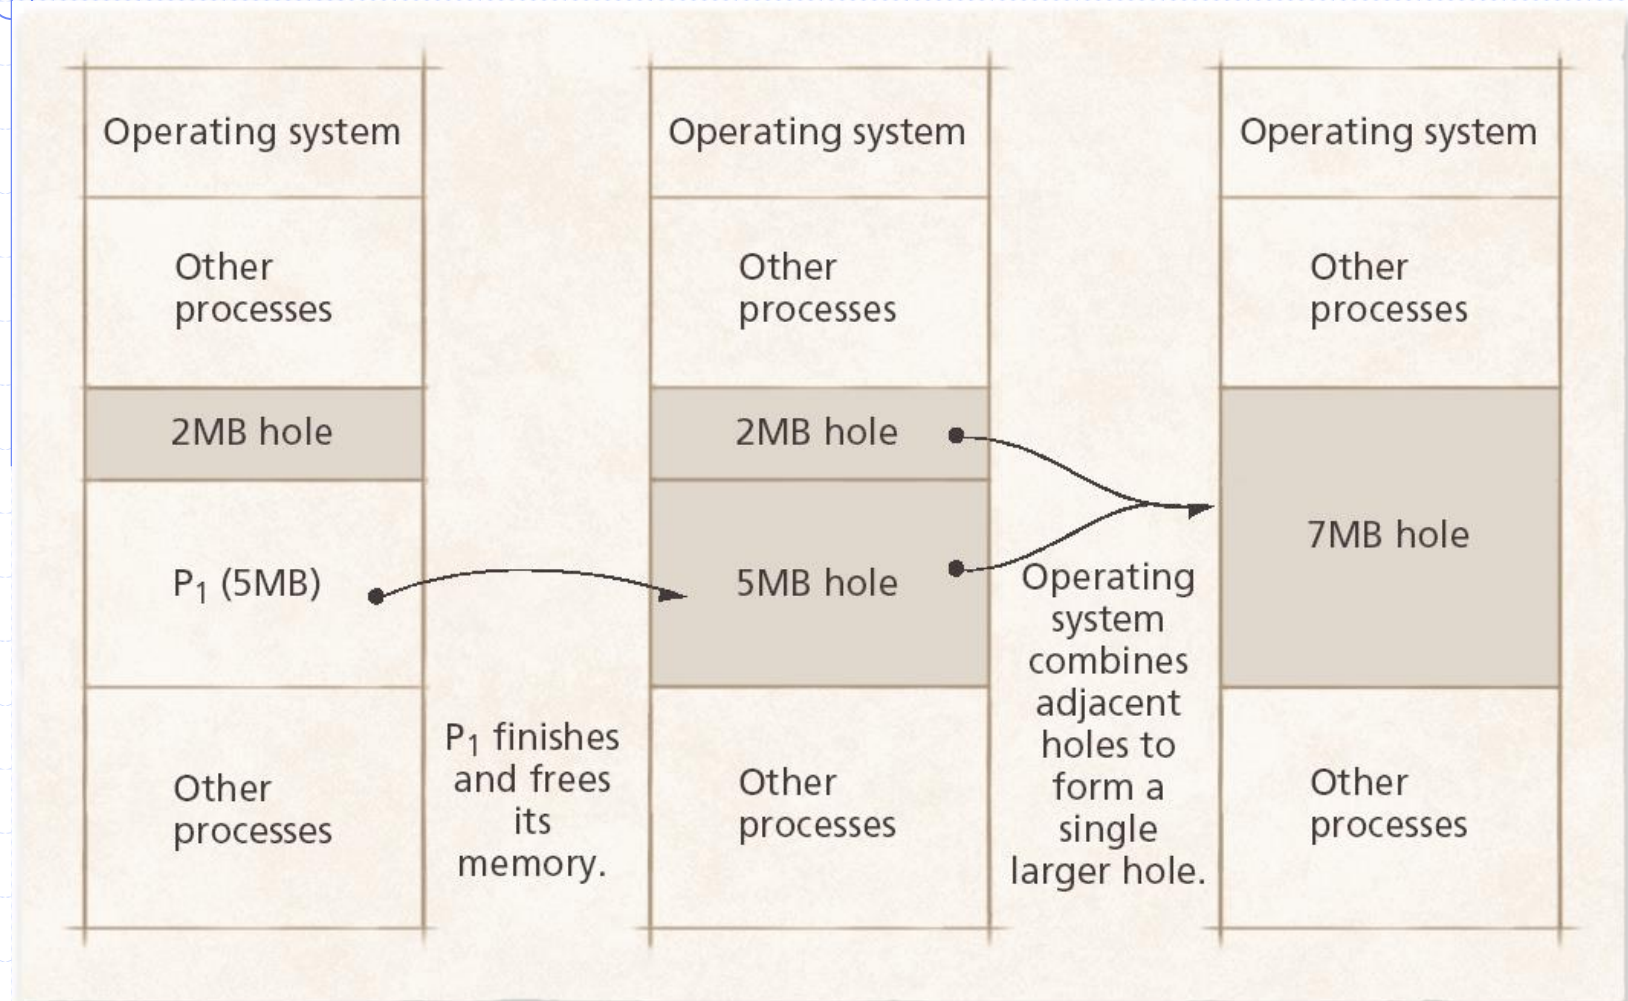 Operating system
Other
processes
2MB hole
P₁ (5MB)
Other
processes
P₁ finishes
and frees
its
memory.
Operating system
Other
processes
2MB hole
5MB hole
Other
processes
Operating
system
combines
adjacent
holes to
form a
single
larger hole.
Operating system
Other
processes
7MB hole
Other
processes